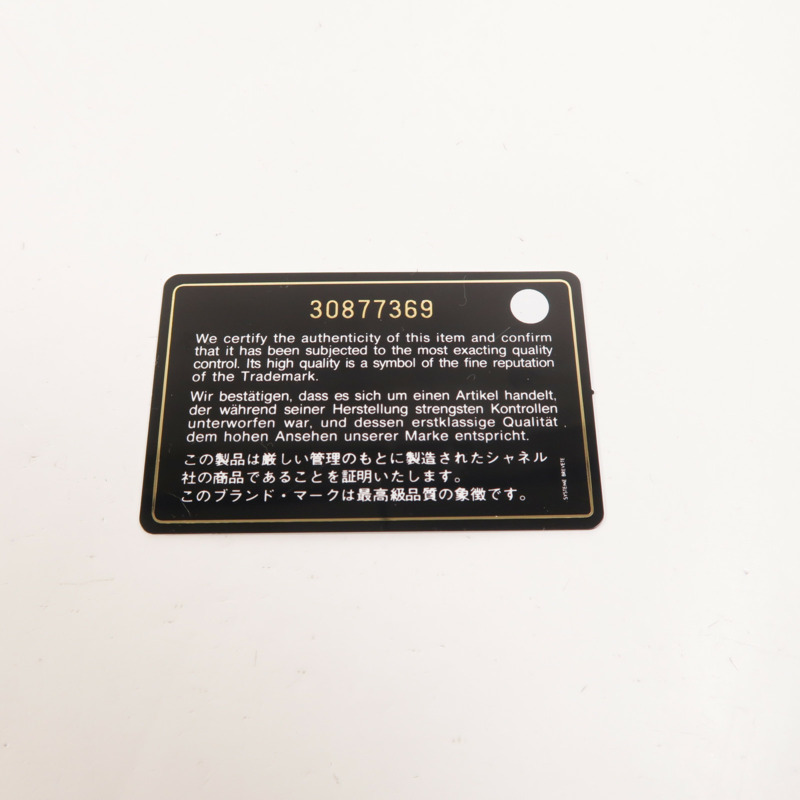 30877369
We certify the authenticity of this item and confirm
that it has been subjected to the most exacting quality
control. Its high quality is a symbol of the fine reputation
of the Trademark.
Wir bestätigen, dass es sich um einen Artikel handelt,
der während seiner Herstellung strengsten Kontrollen
unterworfen war, und dessen erstklassige Qualität
dem hohen Ansehen unserer Marke entspricht.
この製品は厳しい管理のもとに製造されたシャネル
社の商品であることを証明いたします。
このブランド・マークは最高級品質の象徴です。
SYSTEME BREVETE